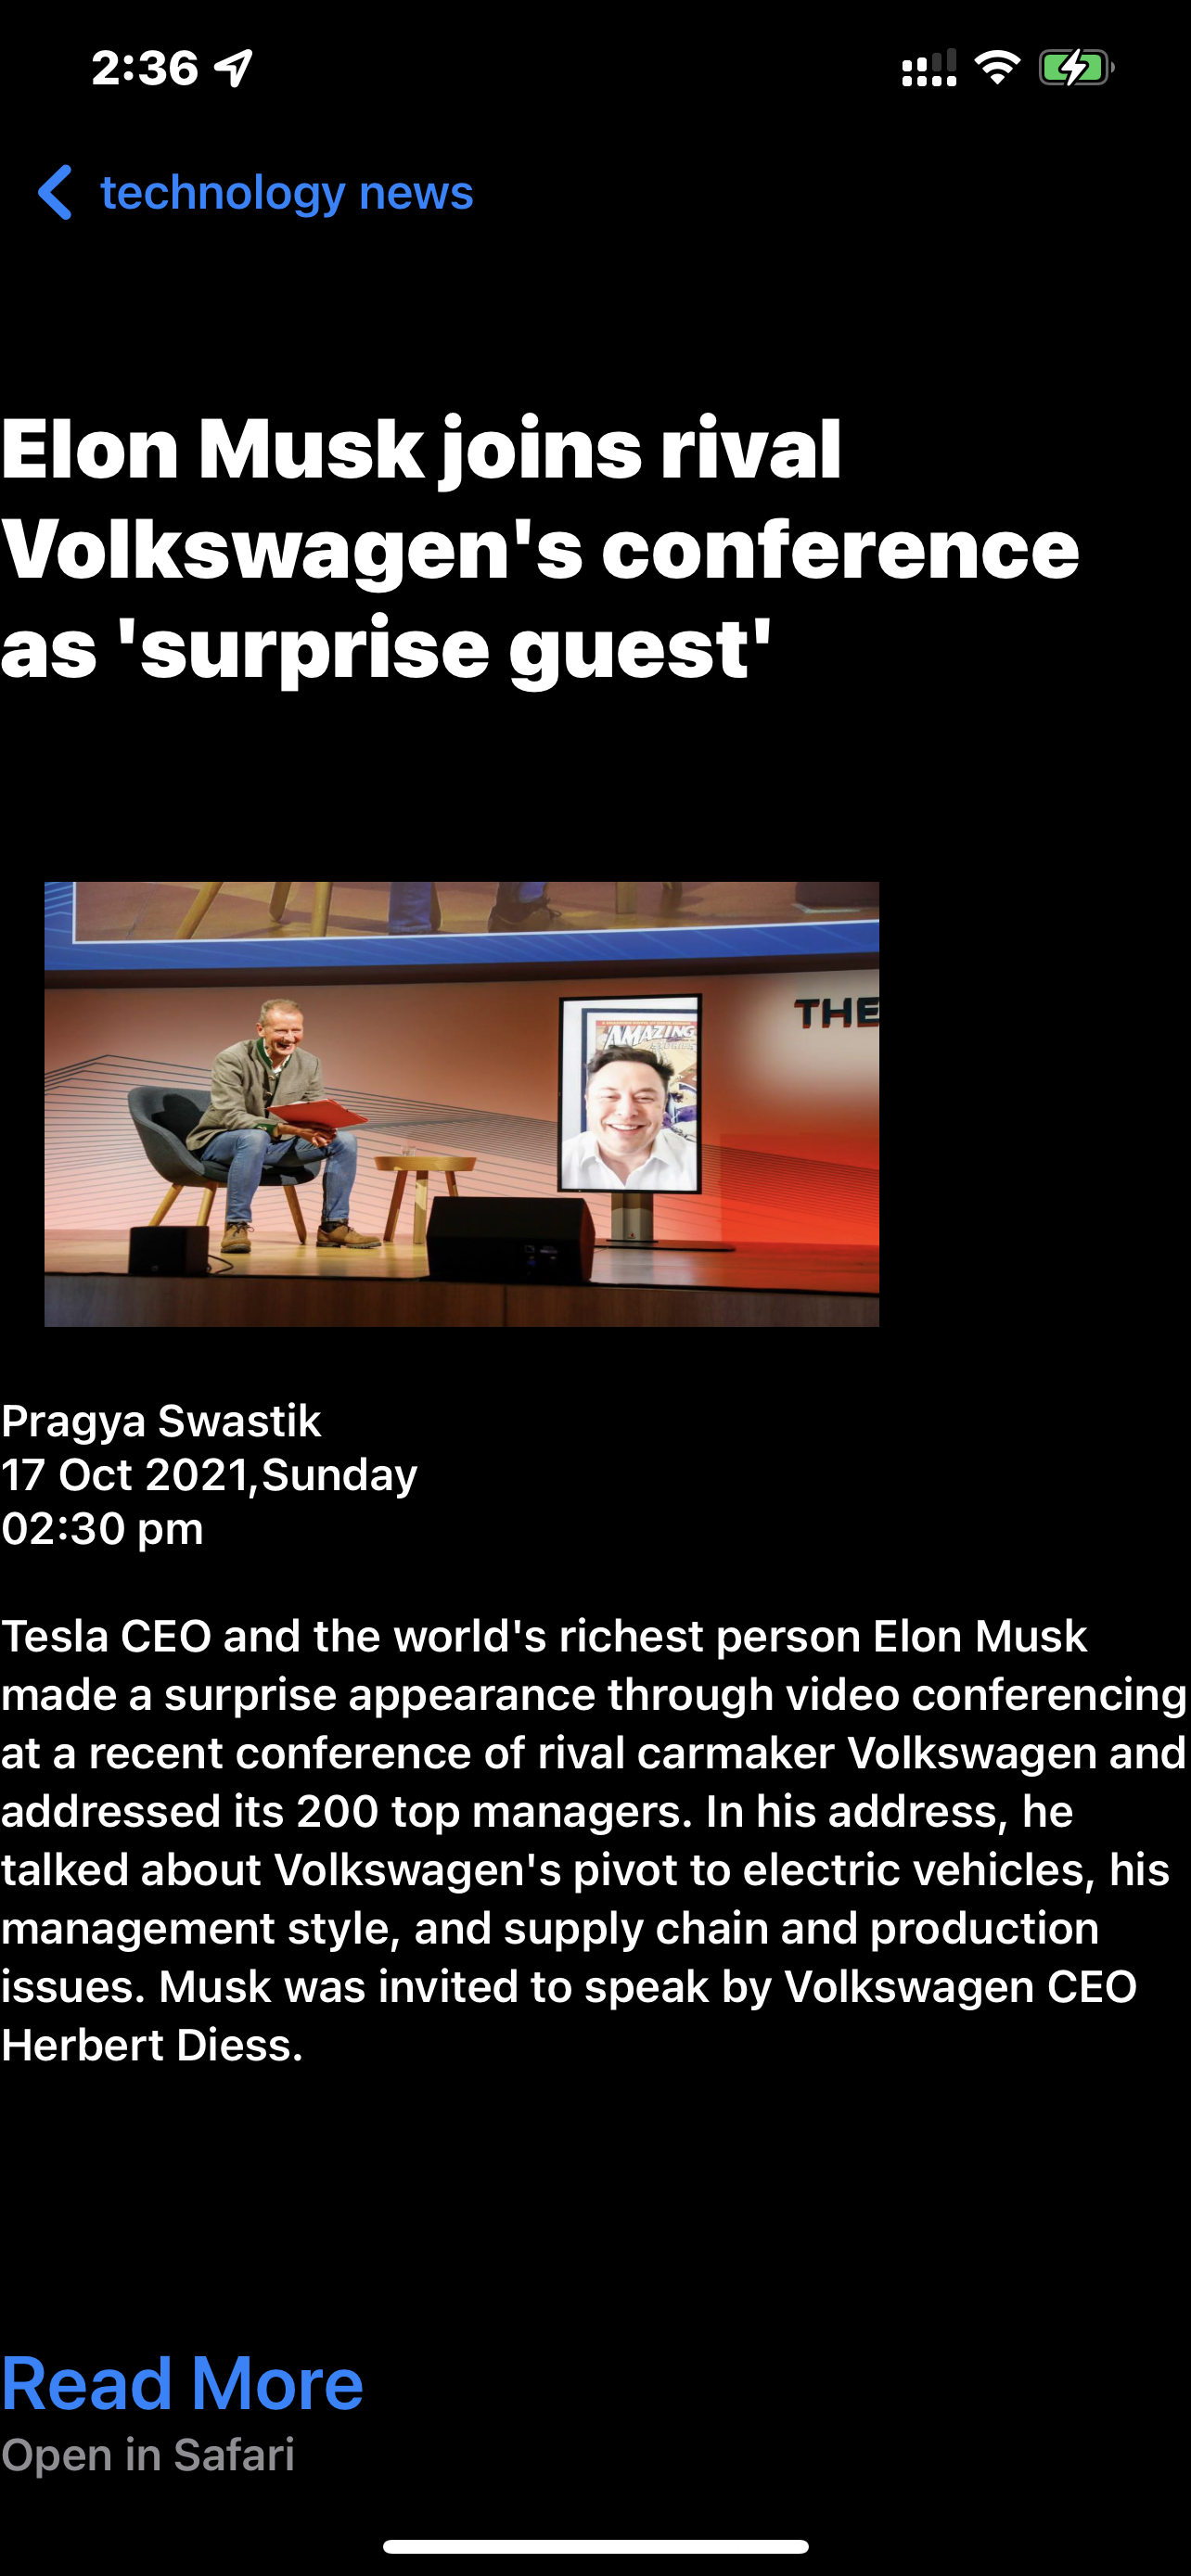 2:36
technology news
Elon Musk joins rival
Volkswagen's conference
as 'surprise guest'
THE
AMAZING
Pragya Swastik
17 Oct 2021,Sunday
02:30 pm
Tesla CEO and the world's richest person Elon Musk
made a surprise appearance through video conferencing
at a recent conference of rival carmaker Volkswagen and
addressed its 200 top managers. In his address, he
talked about Volkswagen's pivot to electric vehicles, his
management style, and supply chain and production
issues. Musk was invited to speak by Volkswagen CEO
Herbert Diess.
Read More
Open in Safari